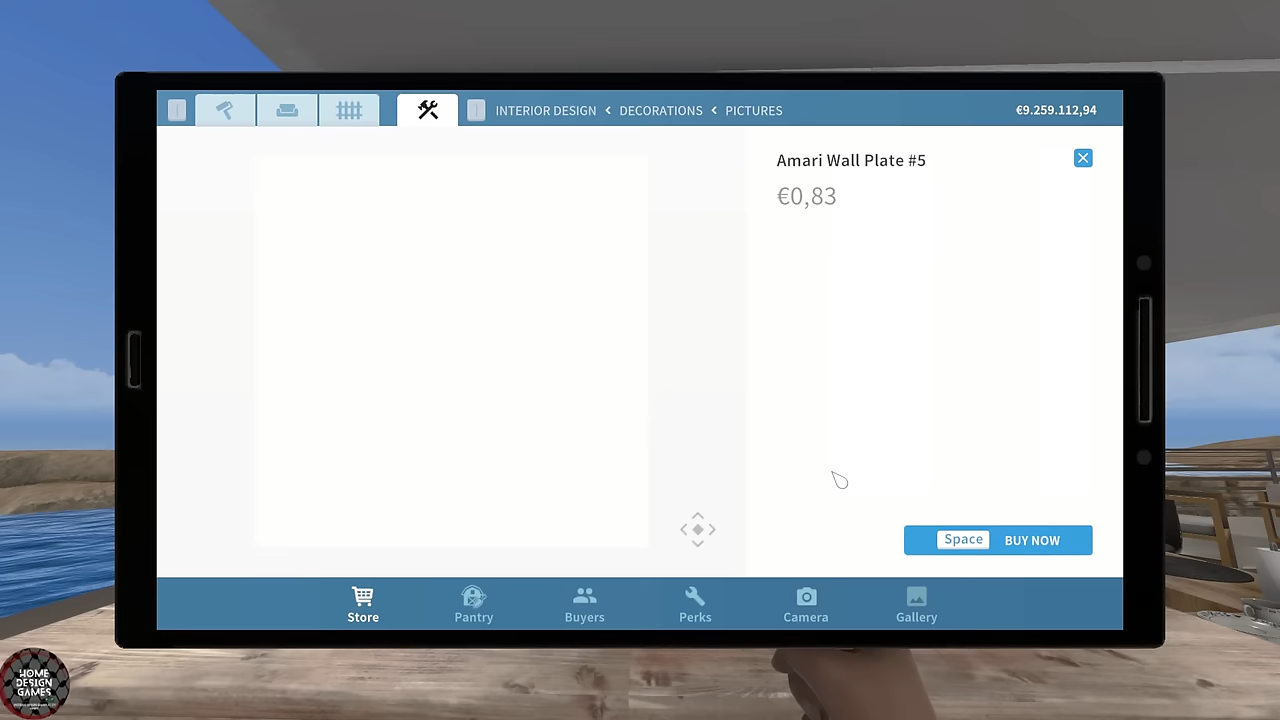 INTERIOR DESIGN < DECORATIONS < PICTURES
€9.259.112,94
Amari Wall Plate #5
€0,83
Space BUY NOW
Store
Pantry
Buyers
Perks
Camera
Gallery
HOME
DESIGN
GAMES